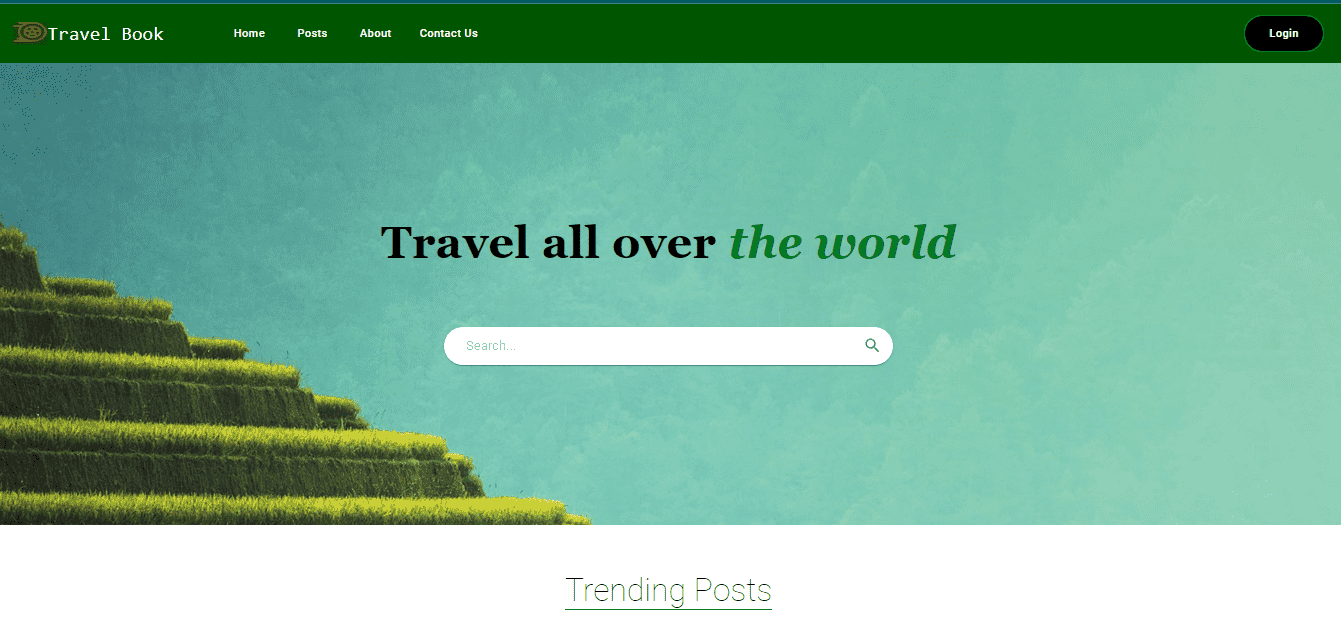 Travel Book Home Posts About Contact Us Login
Travel all over the world
Search...
Trending Posts